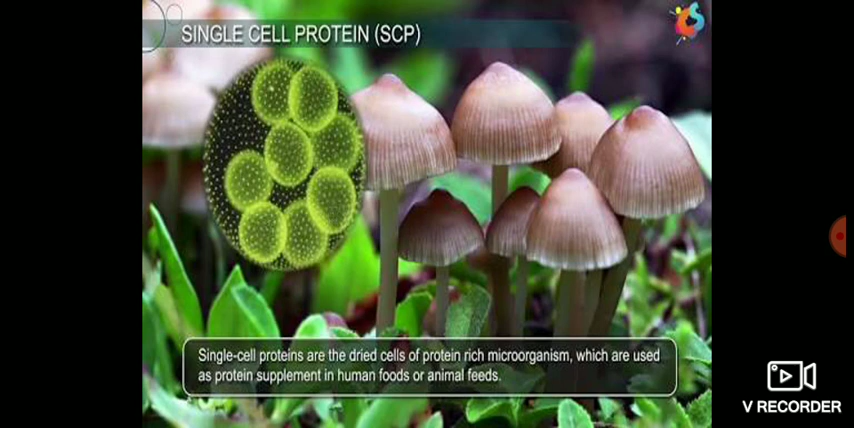 SINGLE CELL PROTEIN (SCP)
Single-cell proteins are the dried cells of protein rich microorganism, which are used
as protein supplement in human foods or animal feeds.
V RECORDER